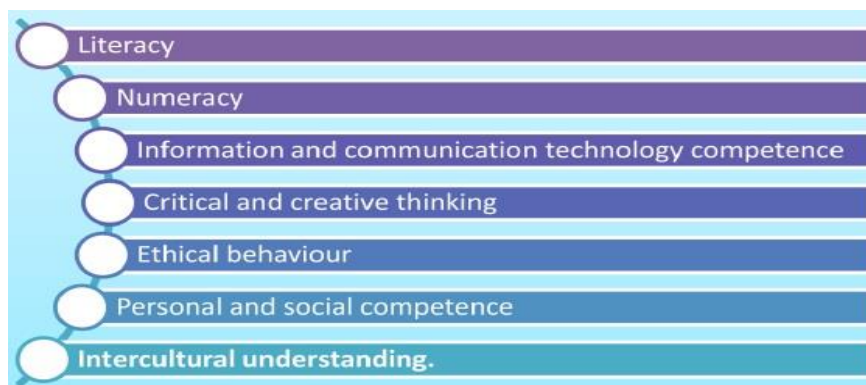 Literacy
Numeracy
Information and communication technology competence
Critical and creative thinking
Ethical behaviour
Personal and social competence
Intercultural understanding.